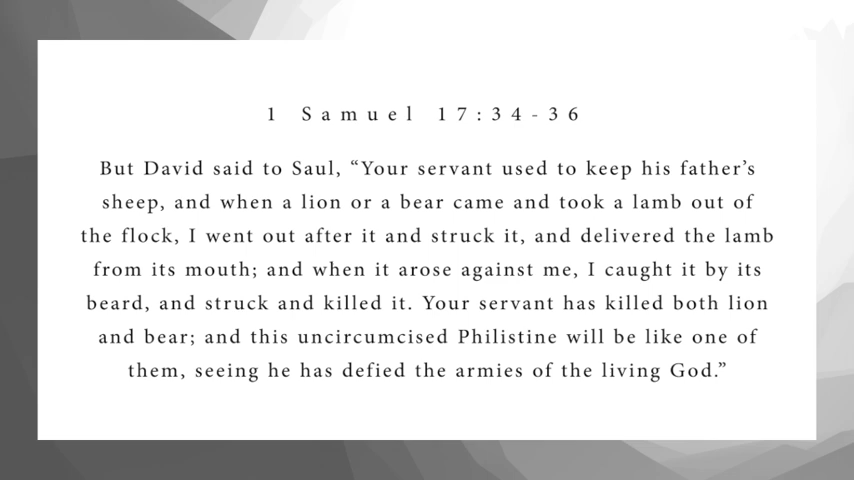 1 Samuel 17:34-36
But David said to Saul, “Your servant used to keep his father’s
sheep, and when a lion or a bear came and took a lamb out of
the flock, I went out after it and struck it, and delivered the lamb
from its mouth; and when it arose against me, I caught it by its
beard, and struck and killed it. Your servant has killed both lion
and bear; and this uncircumcised Philistine will be like one of
them, seeing he has defied the armies of the living God.”